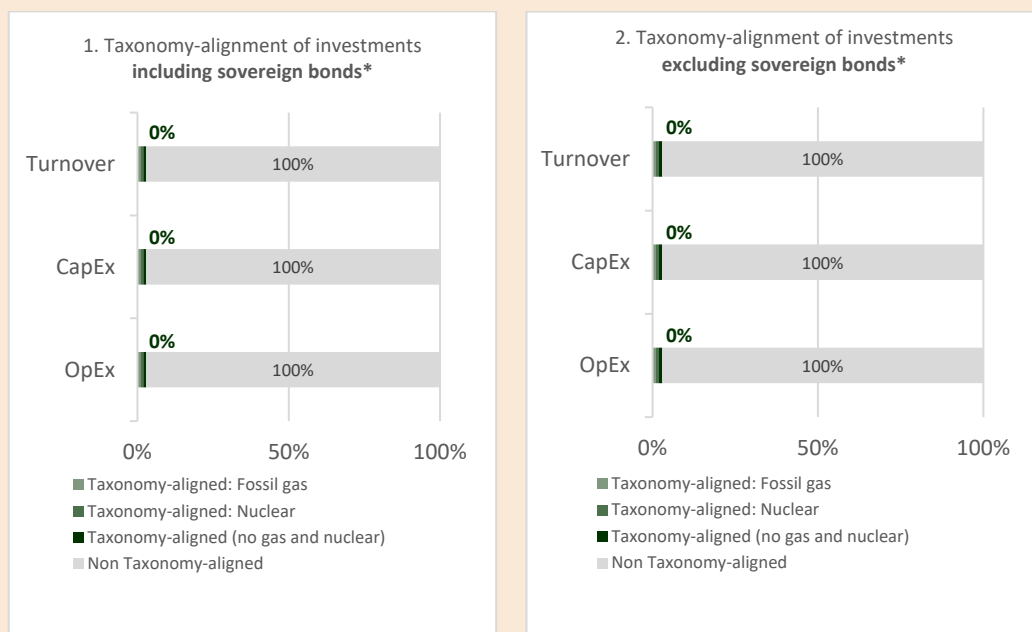 1. Taxonomy-alignment of investments
including sovereign bonds*
0%
Turnover
100%
0%
CapEx
100%
0%
OpEx
100%
0%
50%
100%
Taxonomy-aligned: Fossil gas
Taxonomy-aligned: Nuclear
Taxonomy-aligned (no gas and nuclear)
Non Taxonomy-aligned
2. Taxonomy-alignment of investments
excluding sovereign bonds*
0%
Turnover
100%
0%
CapEx
100%
0%
OpEx
100%
0%
50%
100%
Taxonomy-aligned: Fossil gas
Taxonomy-aligned: Nuclear
Taxonomy-aligned (no gas and nuclear)
Non Taxonomy-aligned